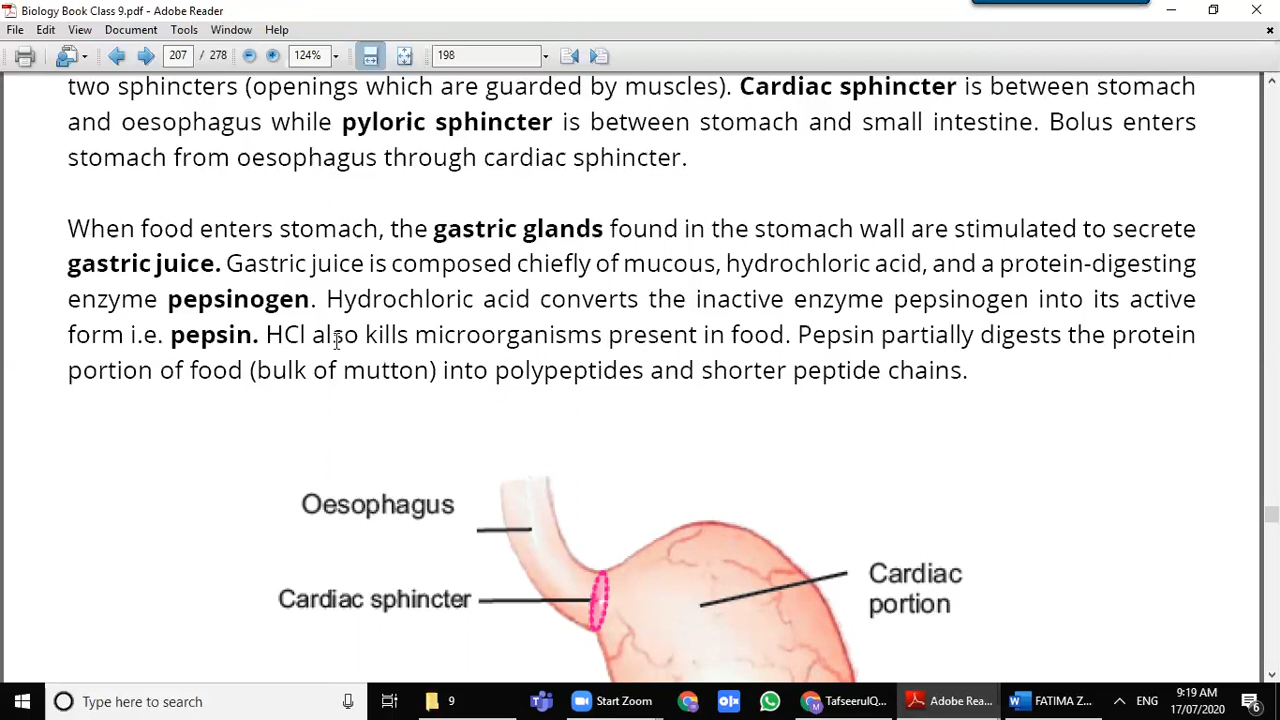 Biology Book Class 9.pdf - Adobe Reader
File Edit View Document Tools Window Help
207 / 278 124% 198
two sphincters (openings which are guarded by muscles). Cardiac sphincter is between stomach
and oesophagus while pyloric sphincter is between stomach and small intestine. Bolus enters
stomach from oesophagus through cardiac sphincter.
When food enters stomach, the gastric glands found in the stomach wall are stimulated to secrete
gastric juice. Gastric juice is composed chiefly of mucous, hydrochloric acid, and a protein-digesting
enzyme pepsinogen. Hydrochloric acid converts the inactive enzyme pepsinogen into its active
form i.e. pepsin. HCl also kills microorganisms present in food. Pepsin partially digests the protein
portion of food (bulk of mutton) into polypeptides and shorter peptide chains.
Oesophagus
Cardiac sphincter
Cardiac
portion
Type here to search 9 Start Zoom TafseerulQ... Adobe Rea... FATIMA Z... ENG 9:19 AM
17/07/2020 6